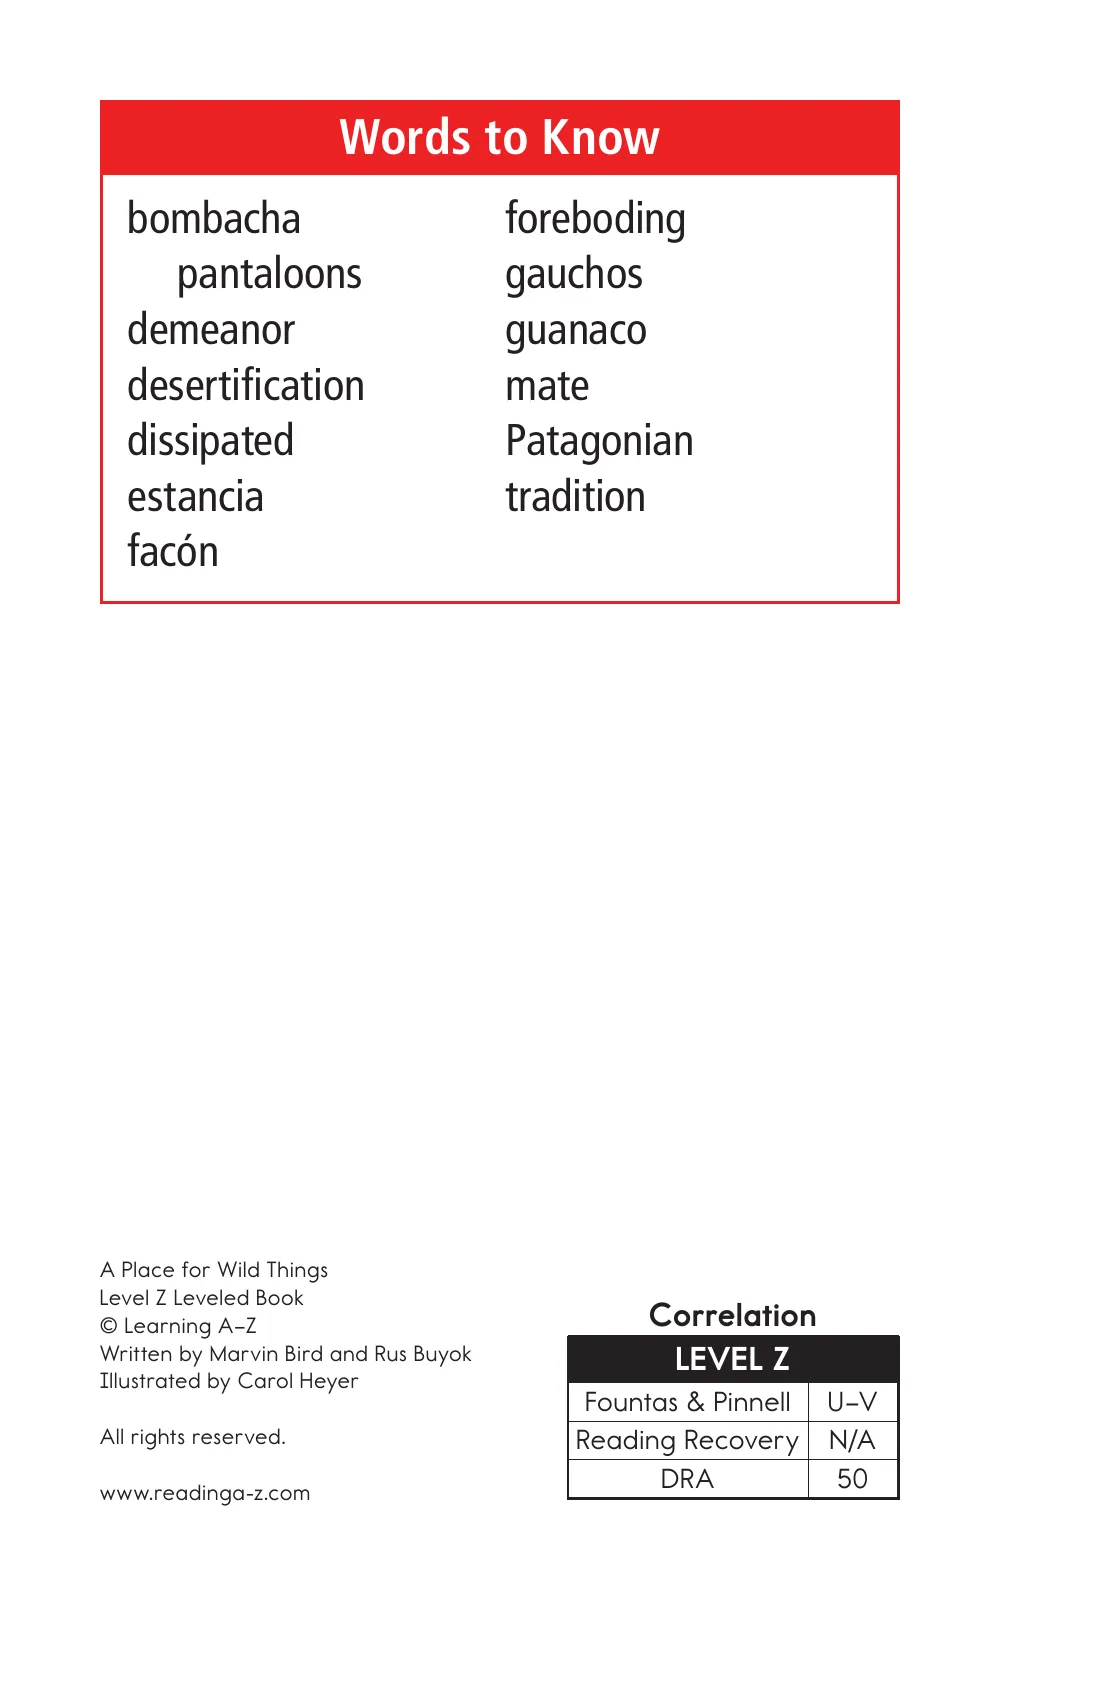 Words to Know
bombacha
pantaloons
demeanor
desertification
dissipated
estancia
facón
foreboding
gauchos
guanaco
mate
Patagonian
tradition
A Place for Wild Things
Level Z Leveled Book
© Learning A–Z
Written by Marvin Bird and Rus Buyok
Illustrated by Carol Heyer
All rights reserved.
www.readinga-z.com
Correlation
LEVEL Z
Fountas & Pinnell U–V
Reading Recovery N/A
DRA 50